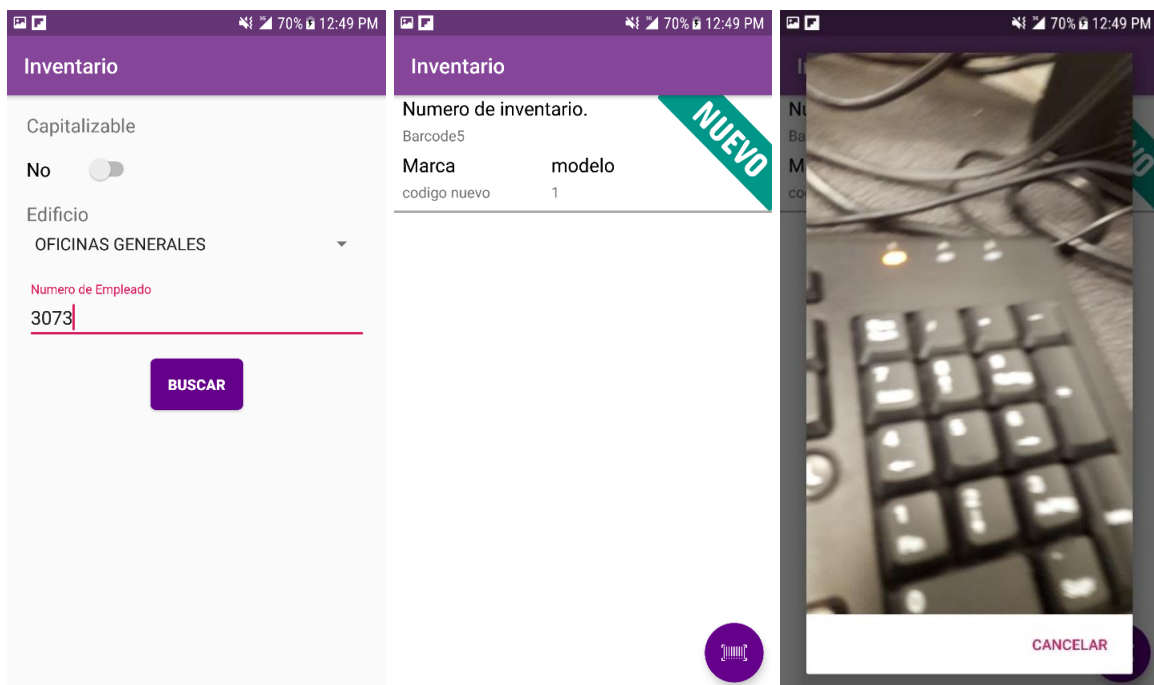 70% 12:49 PM
Inventario
Capitalizable
No
Edificio
OFICINAS GENERALES
Numero de Empleado
3073
BUSCAR
70% 12:49 PM
Inventario
Numero de inventario.
NUEVO
Barcode5
Marca modelo
codigo nuevo 1
70% 12:49 PM
CANCELAR